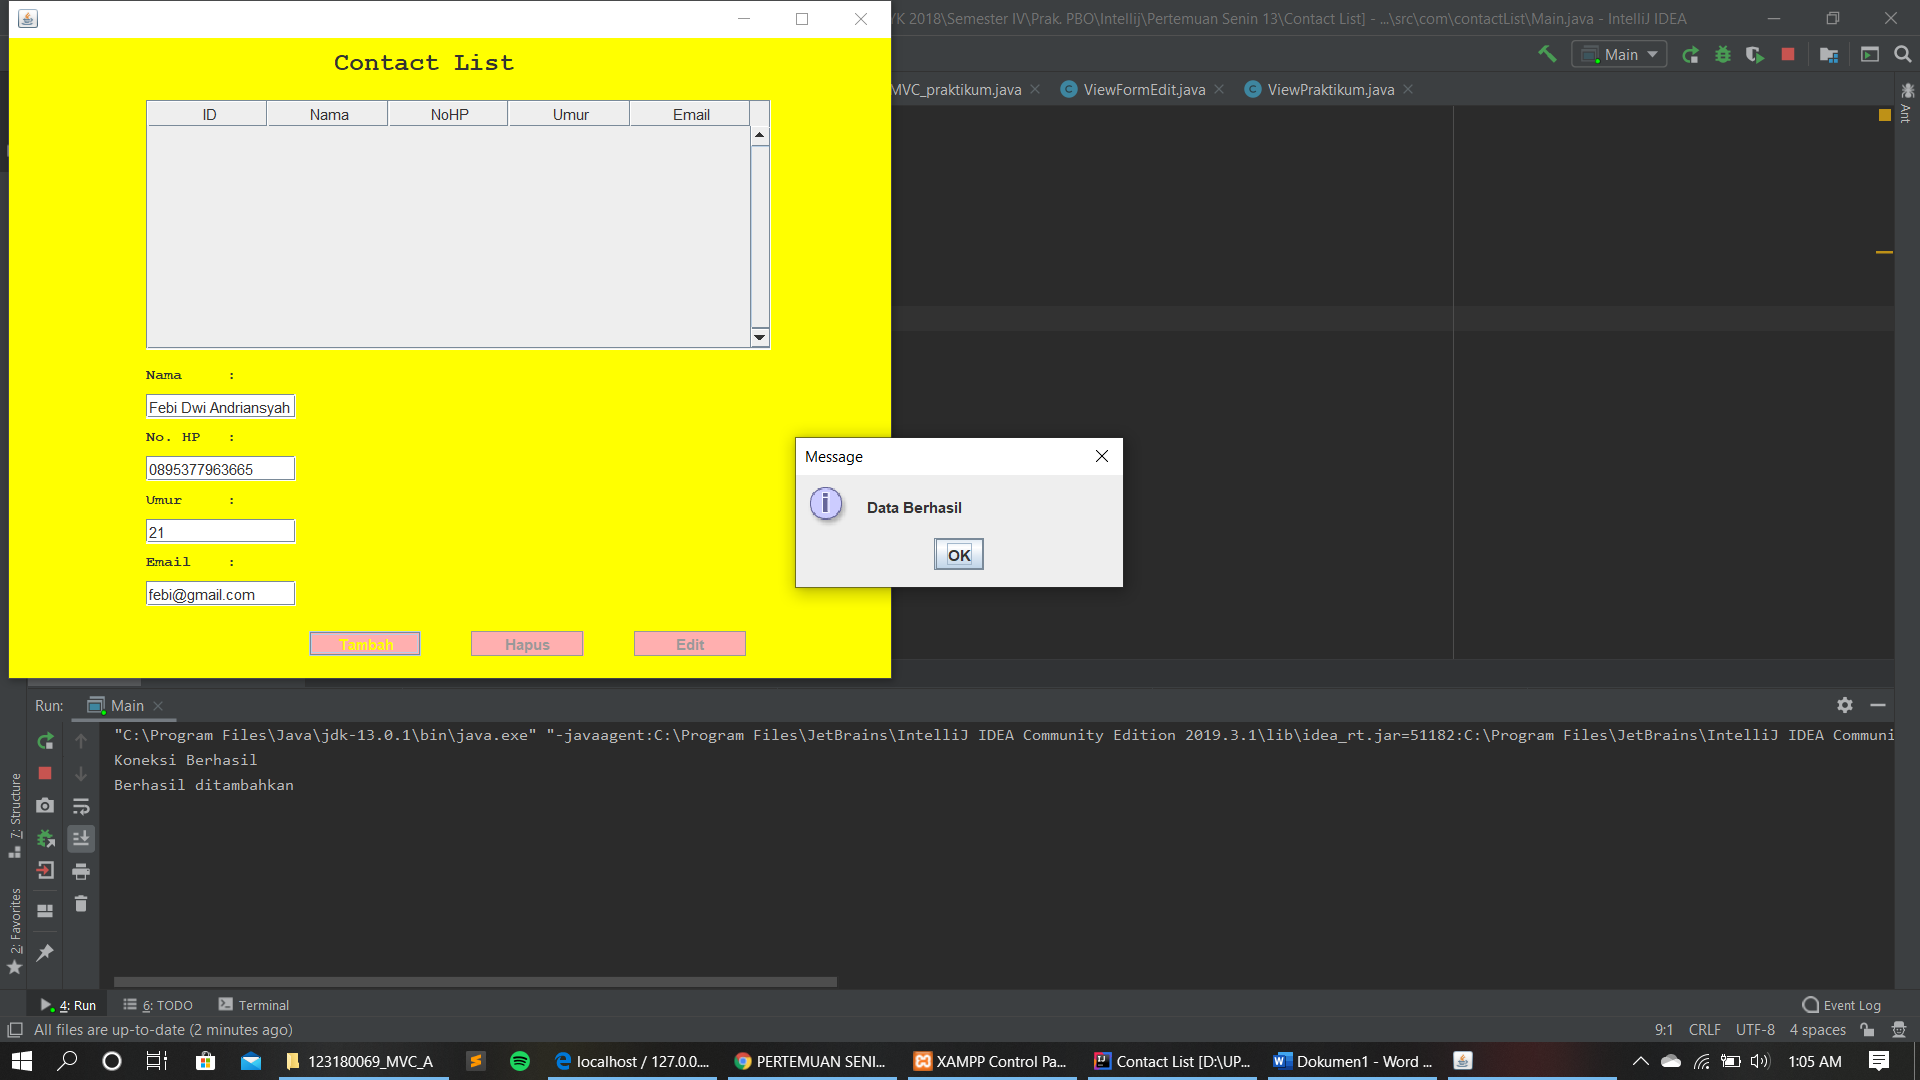 YK 2018\Semester IV\Prak. PBO\Intellij\Pertemuan Senin 13\Contact List] - ...\src\com\contactList\Main.java - IntelliJ IDEA
Main
MVC_praktikum.java
ViewFormEdit.java
ViewPraktikum.java
Ant
Contact List
ID Nama NoHP Umur Email
Nama :
Febi Dwi Andriansyah
No. HP :
0895377963665
Umur :
21
Email :
febi@gmail.com
Tambah Hapus Edit
Message
Data Berhasil
OK
Run: Main
"C:\Program Files\Java\jdk-13.0.1\bin\java.exe" "-javaagent:C:\Program Files\JetBrains\IntelliJ IDEA Community Edition 2019.3.1\lib\idea_rt.jar=51182:C:\Program Files\JetBrains\IntelliJ IDEA Communi
Koneksi Berhasil
Berhasil ditambahkan
7: Structure
2: Favorites
4: Run 6: TODO Terminal Event Log
All files are up-to-date (2 minutes ago) 9:1 CRLF UTF-8 4 spaces
123180069_MVC_A localhost / 127.0.0.... PERTEMUAN SENI... XAMPP Control Pa... Contact List [D:\UP... Dokumen1 - Word ... 1:05 AM